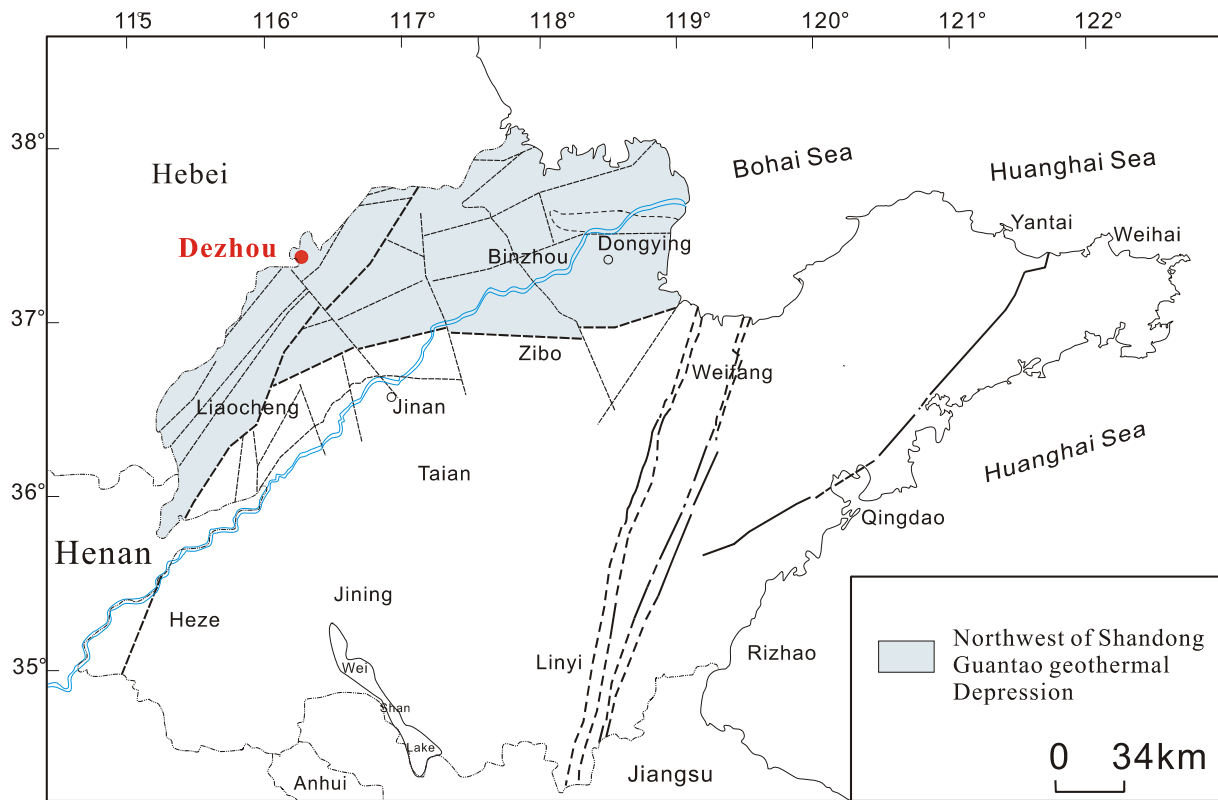 115° 116° 117° 118° 119° 120° 121° 122°
38°
Bohai Sea
Huanghai Sea
Hebei
Yantai
Weihai
Dezhou
Binzhou
Dongying
37°
Zibo
Weifang
Liaocheng
Jinan
Huanghai Sea
Taian
36°
Qingdao
Henan
Jining
Heze
Linyi
Rizhao
35°
Wei
Shan
Lake
Anhui
Jiangsu
Northwest of Shandong
Guantao geothermal
Depression
0 34km